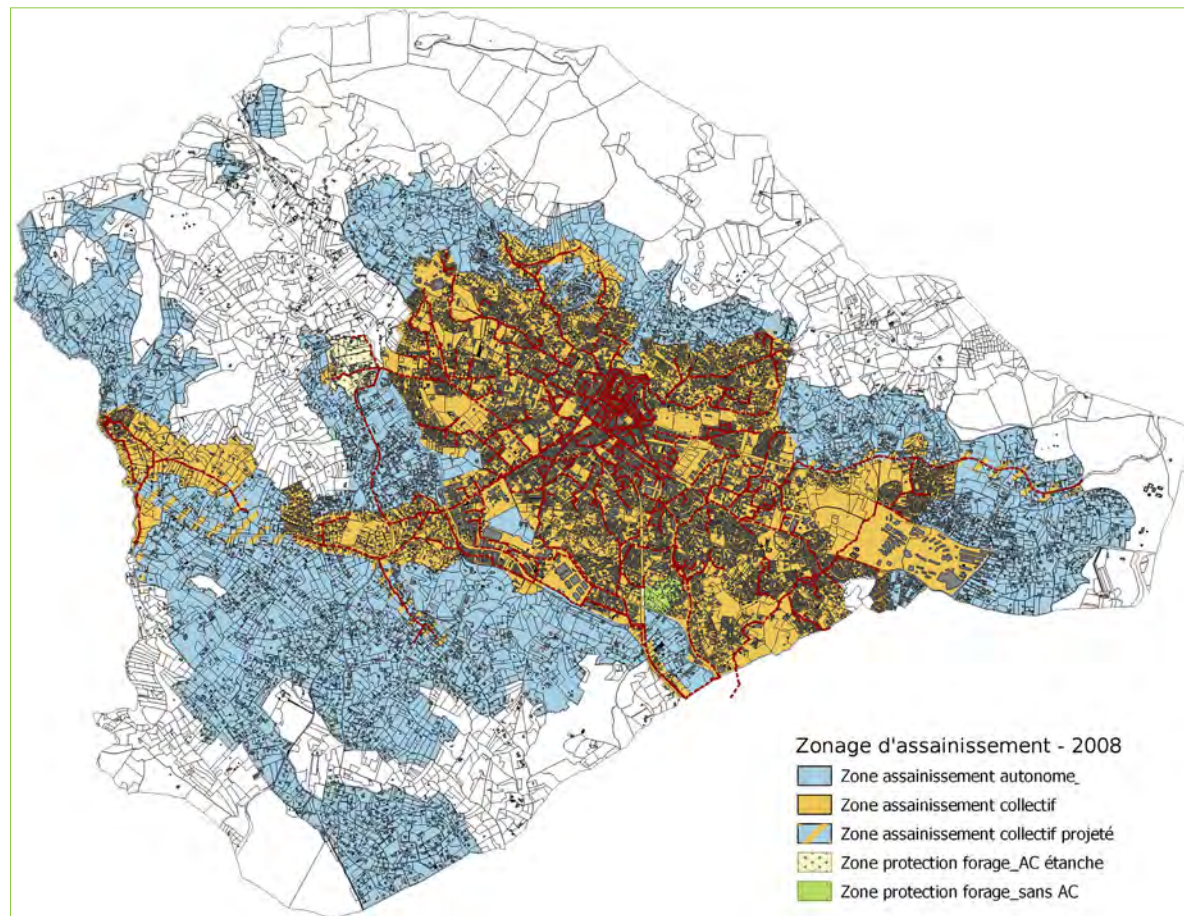 Zonage d'assainissement - 2008
Zone assainissement autonome_
Zone assainissement collectif
Zone assainissement collectif projeté
Zone protection forage_AC étanche
Zone protection forage_sans AC